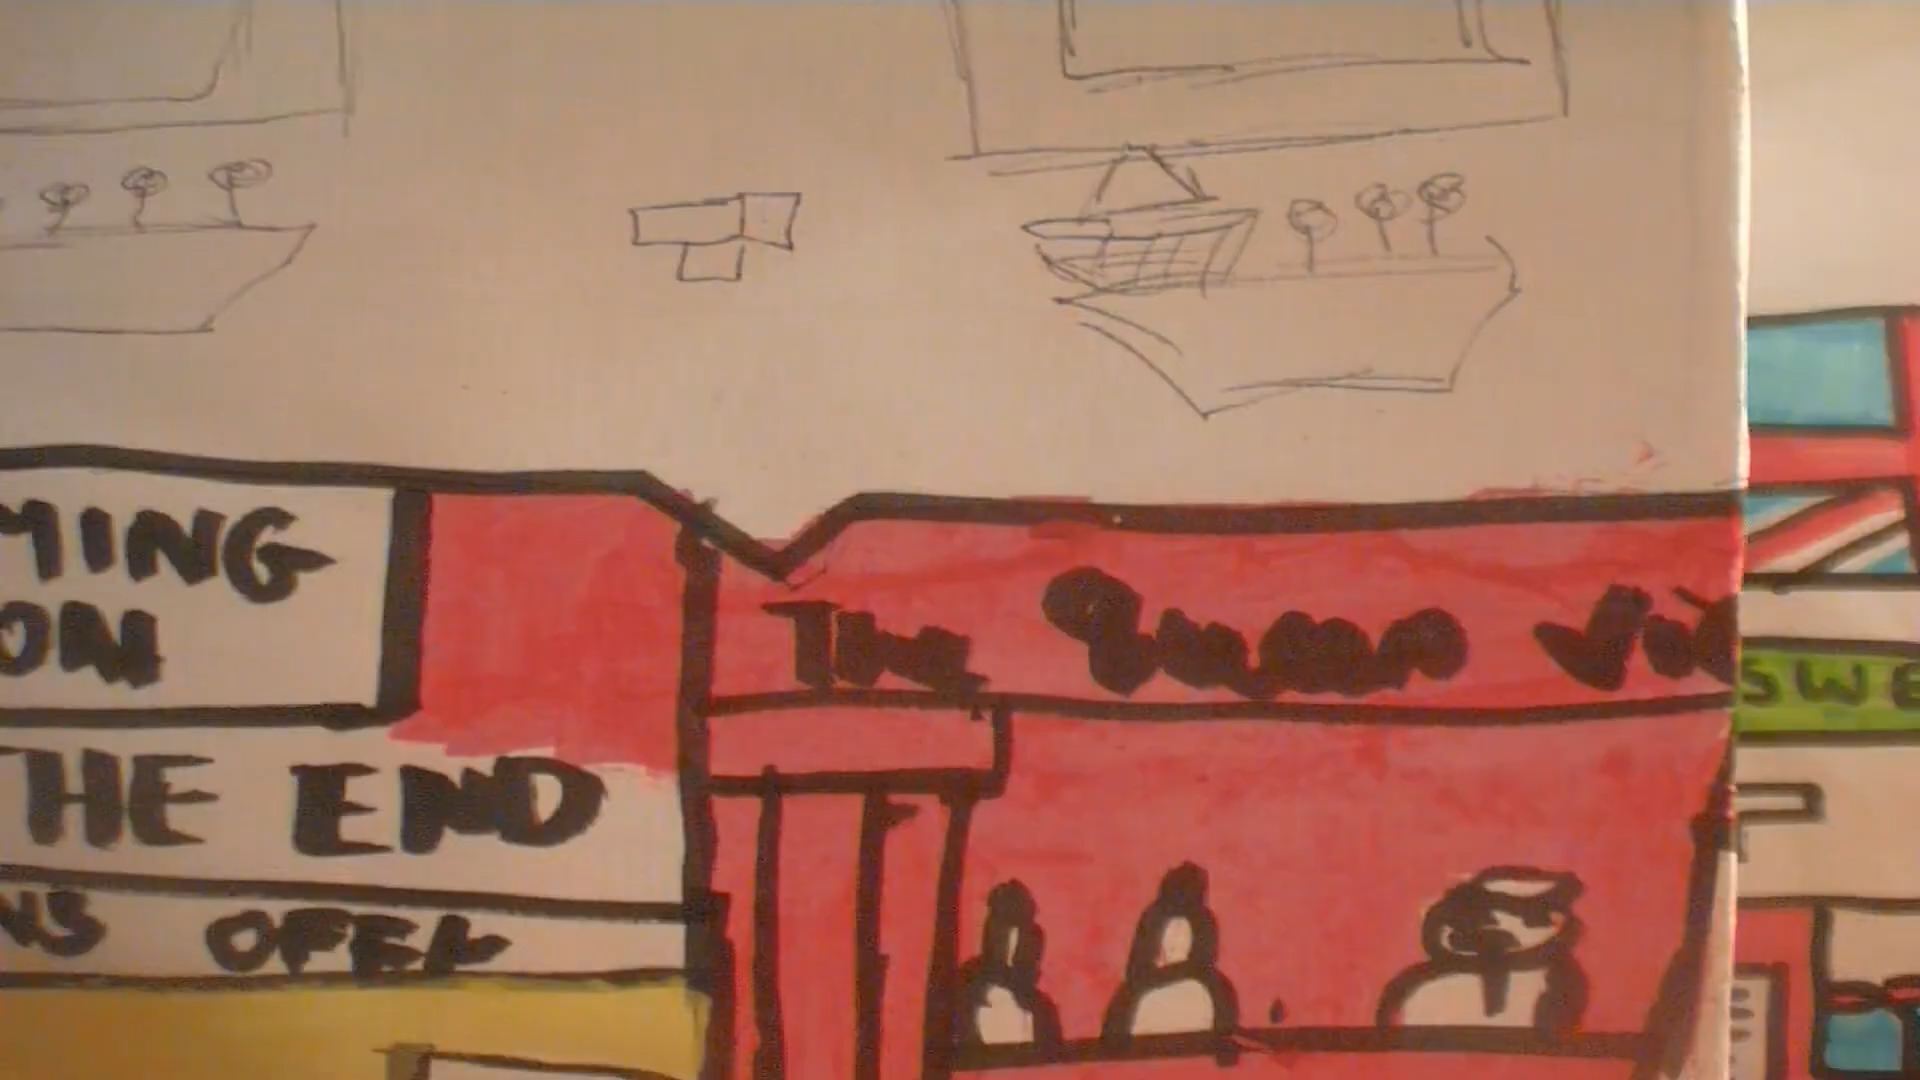 MING
ON
THE END
NS OPEN
The Queen Vic
SWE